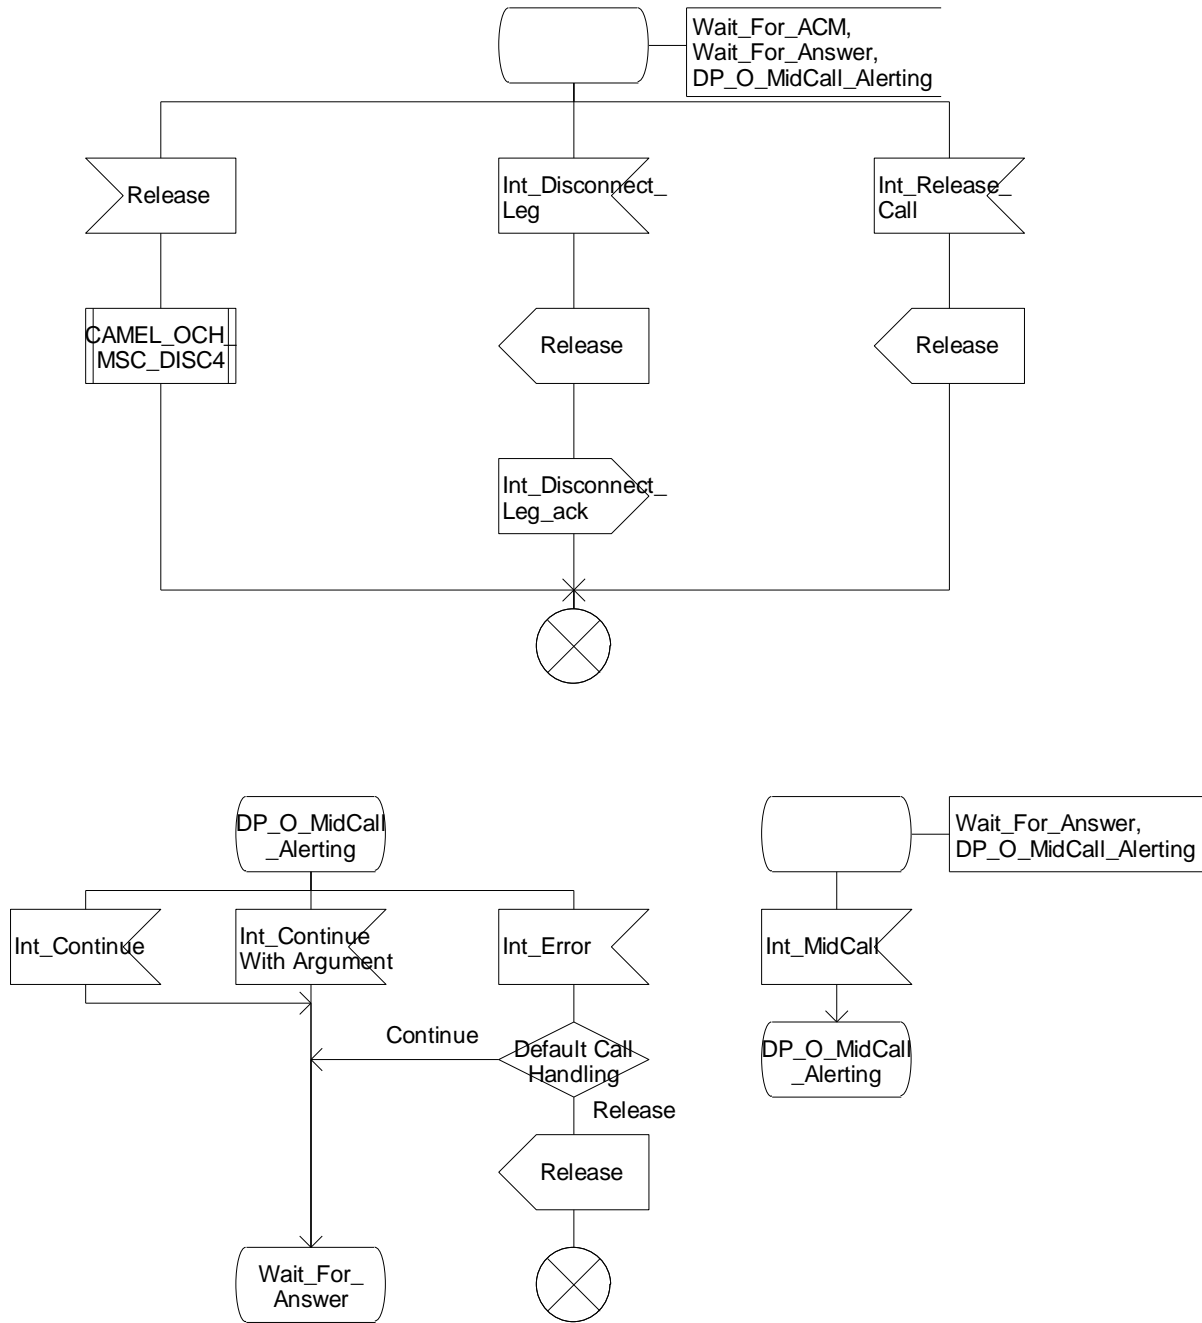 Wait_For_ACM,
Wait_For_Answer,
DP_O_MidCall_Alerting
Release
Int_Disconnect_
Leg
Int_Release_
Call
CAMEL_OCH_
MSC_DISC4
Release
Release
Int_Disconnect_
Leg_ack
DP_O_MidCall
_Alerting
Wait_For_Answer,
DP_O_MidCall_Alerting
Int_Continue
Int_Continue
With Argument
Int_Error
Int_MidCall
Continue
Default Call
Handling
DP_O_MidCall
_Alerting
Release
Release
Wait_For_
Answer